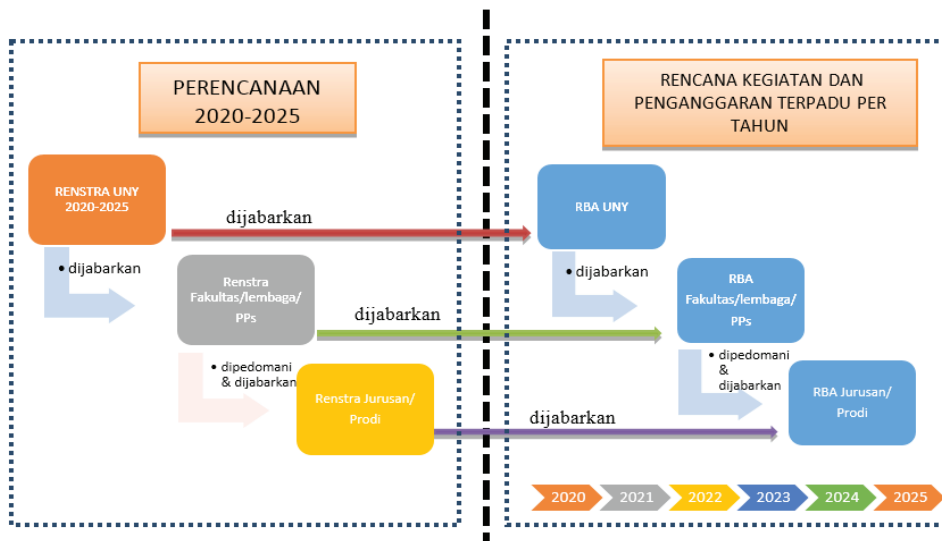 PERENCANAAN
2020-2025
RENSTRA UNY
2020-2025
dijabarkan
• dijabarkan
Renstra
Fakultas/lembaga/
PPs
dijabarkan
• dipedomani
& dijabarkan
Renstra Jurusan/
Prodi
dijabarkan
RENCANA KEGIATAN DAN
PENGANGGARAN TERPADU PER
TAHUN
RBA UNY
• dijabarkan
RBA
Fakultas/lembaga/
PPs
• dipedomani
&
dijabarkan
RBA Jurusan/
Prodi
2020 2021 2022 2023 2024 2025